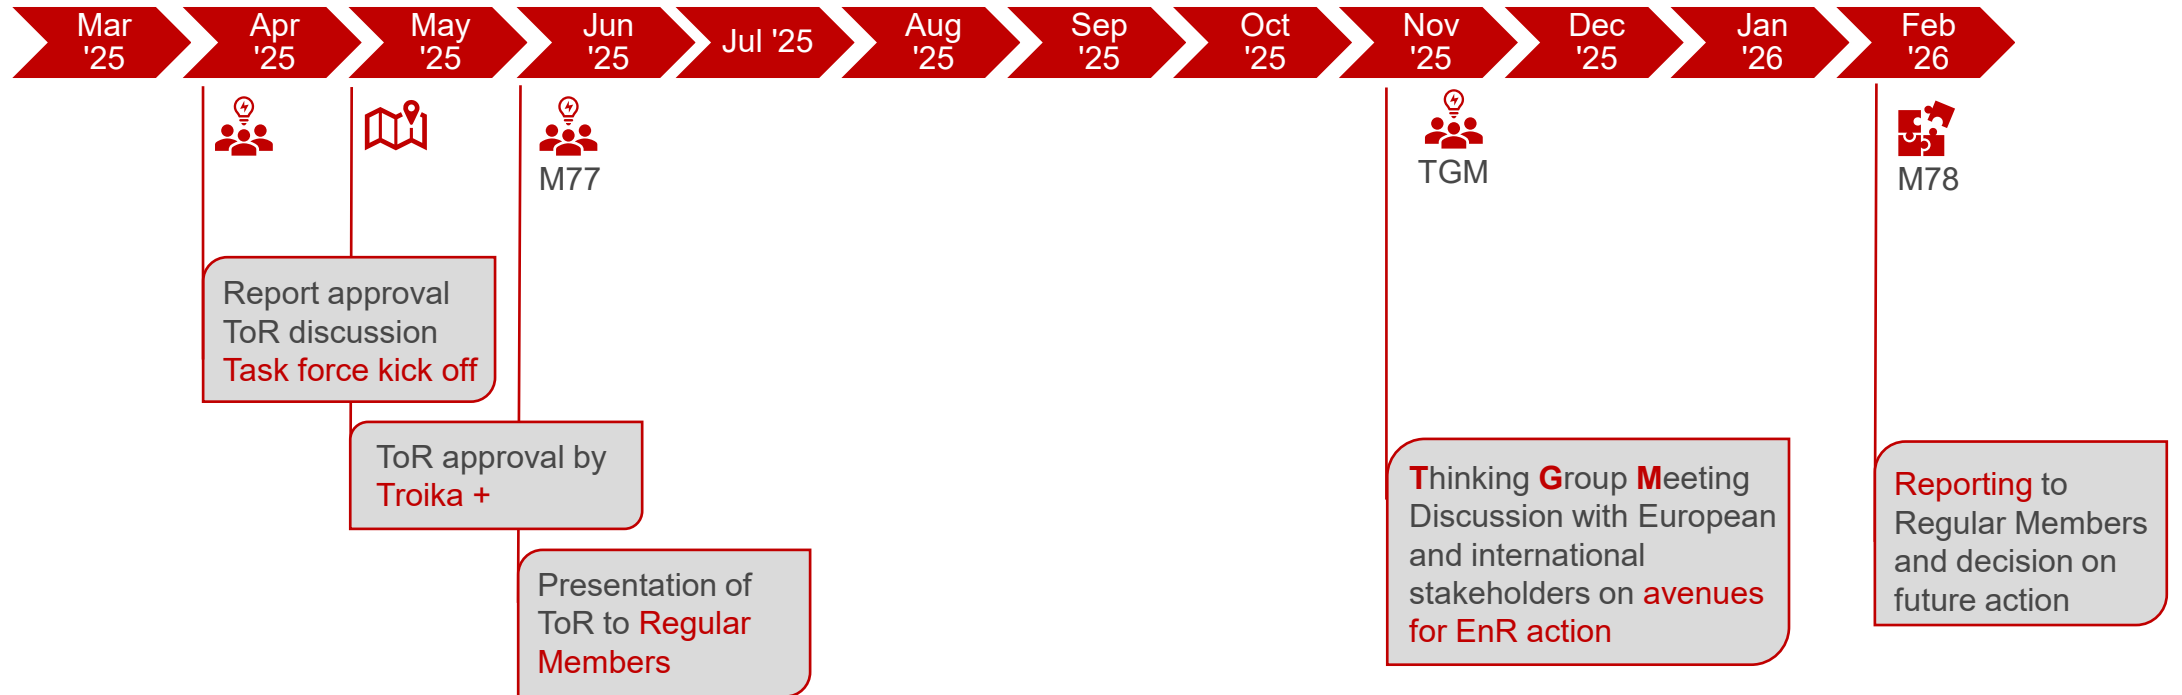 Mar
'25
Apr
'25
May
'25
Jun
'25
Jul '25
Aug
'25
Sep
'25
Oct
'25
Nov
'25
Dec
'25
Jan
'26
Feb
'26
M77
TGM
M78
Report approval
ToR discussion
Task force kick off
ToR approval by
Troika +
Presentation of
ToR to Regular
Members
Thinking Group Meeting
Discussion with European
and international
stakeholders on avenues
for EnR action
Reporting to
Regular Members
and decision on
future action